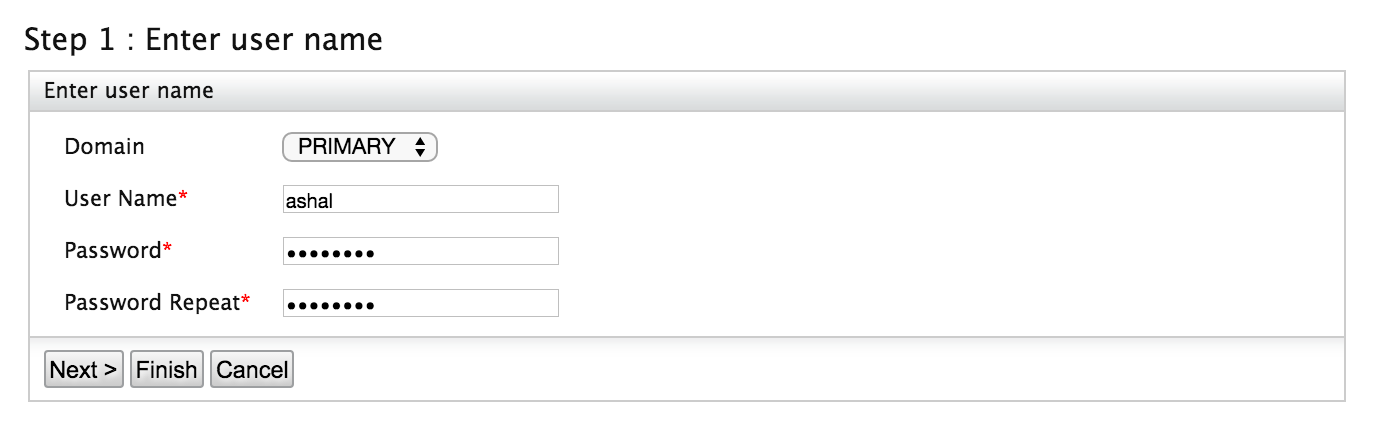 Step 1 : Enter user name
Enter user name
Domain PRIMARY
User Name* ashal
Password* ••••••••
Password Repeat* ••••••••
Next > Finish Cancel